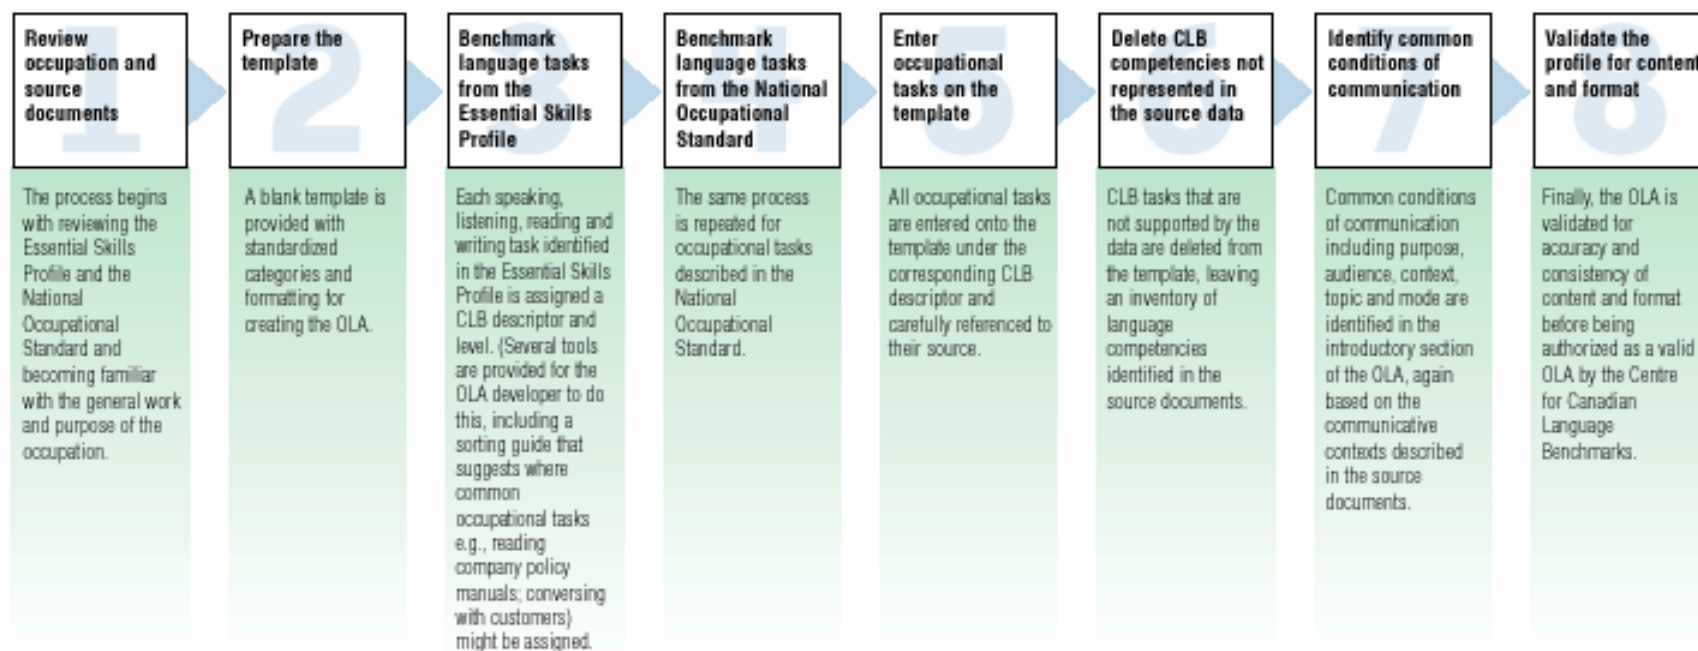 1
Review
occupation and
source
documents
The process begins
with reviewing the
Essential Skills
Profile and the
National
Occupational
Standard and
becoming familiar
with the general work
and purpose of the
occupation.
2
Prepare the
template
A blank template is
provided with
standardized
categories and
formatting for
creating the OLA.
3
Benchmark
language tasks
from the
Essential Skills
Profile
Each speaking,
listening, reading and
writing task identified
in the Essential Skills
Profile is assigned a
CLB descriptor and
level. (Several tools
are provided for the
OLA developer to do
this, including a
sorting guide that
suggests where
common
occupational tasks
e.g., reading
company policy
manuals; conversing
with customers)
might be assigned.
4
Benchmark
language tasks
from the National
Occupational
Standard
The same process
is repeated for
occupational tasks
described in the
National
Occupational
Standard.
5
Enter
occupational
tasks on the
template
All occupational tasks
are entered onto the
template under the
corresponding CLB
descriptor and
carefully referenced to
their source.
6
Delete CLB
competencies not
represented in
the source data
CLB tasks that are
not supported by the
data are deleted from
the template, leaving
an inventory of
language
competencies
identified in the
source documents.
7
Identify common
conditions of
communication
Common conditions
of communication
including purpose,
audience, context,
topic and mode are
identified in the
introductory section
of the OLA, again
based on the
communicative
contexts described
in the source
documents.
8
Validate the
profile for content
and format
Finally, the OLA is
validated for
accuracy and
consistency of
content and format
before being
authorized as a valid
OLA by the Centre
for Canadian
Language
Benchmarks.